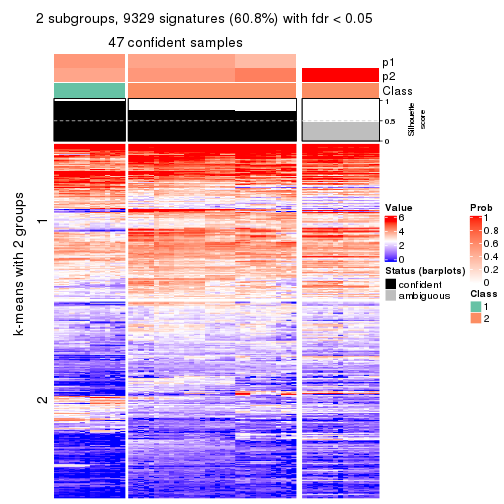 2 subgroups, 9329 signatures (60.8%) with fdr < 0.05
47 confident samples
p1
p2
Class
1
0.5
0
Silhouette
score
k-means with 2 groups
1
2
Value
6
4
2
0
Status (barplots)
confident
ambiguous
Prob
1
0.8
0.6
0.4
0.2
0
Class
1
2